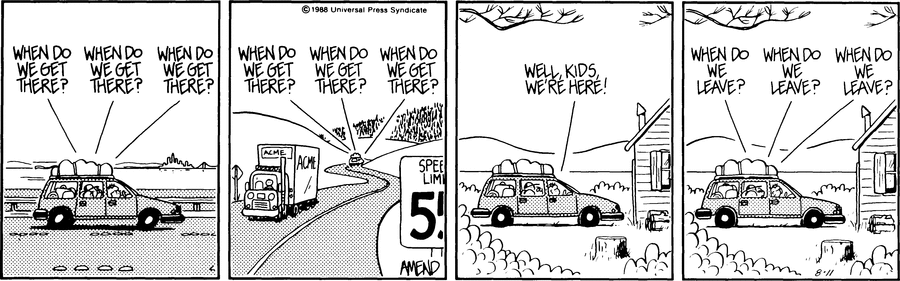 WHEN DO
WE GET
THERE?
WHEN DO
WE GET
THERE?
WHEN DO
WE GET
THERE?
©1988 Universal Press Syndicate
WHEN DO
WE GET
THERE?
WHEN DO
WE GET
THERE?
WHEN DO
WE GET
THERE?
ACME
ACME
SPEE
LIMI
5
AMEND
WELL, KIDS,
WE'RE HERE!
WHEN DO
WE
LEAVE?
WHEN DO
WE
LEAVE?
WHEN DO
WE
LEAVE?
8-11